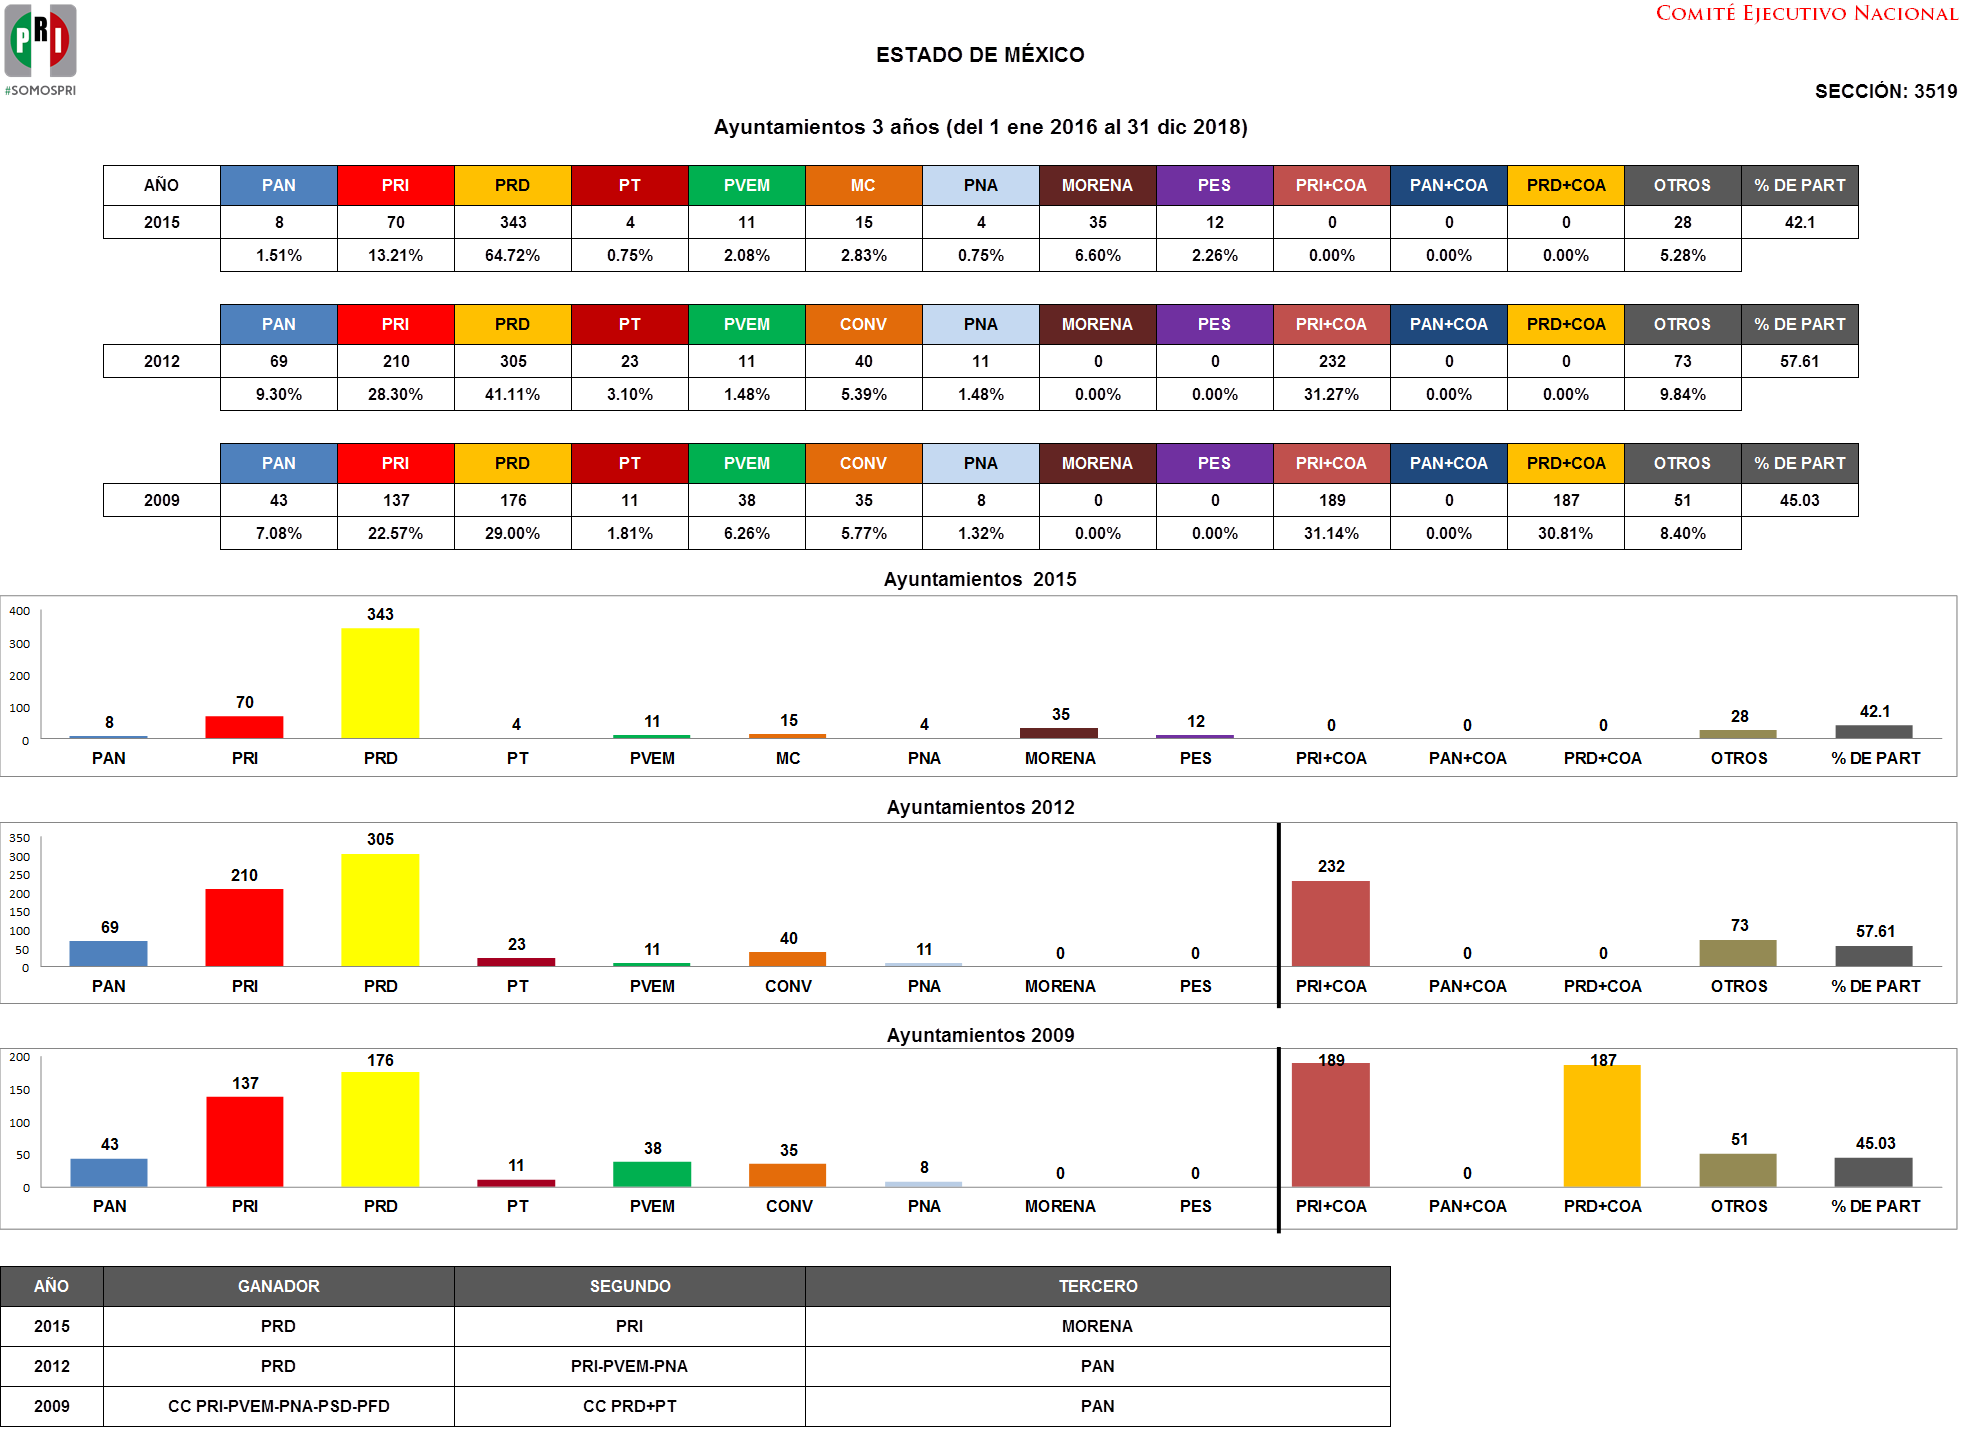 PRI
#SOMOSPRI
COMITÉ EJECUTIVO NACIONAL
ESTADO DE MÉXICO
SECCIÓN: 3519
Ayuntamientos 3 años (del 1 ene 2016 al 31 dic 2018)
AÑO PAN PRI PRD PT PVEM MC PNA MORENA PES PRI+COA PAN+COA PRD+COA OTROS % DE PART
2015 8 70 343 4 11 15 4 35 12 0 0 0 28 42.1
1.51% 13.21% 64.72% 0.75% 2.08% 2.83% 0.75% 6.60% 2.26% 0.00% 0.00% 0.00% 5.28%
PAN PRI PRD PT PVEM CONV PNA MORENA PES PRI+COA PAN+COA PRD+COA OTROS % DE PART
2012 69 210 305 23 11 40 11 0 0 232 0 0 73 57.61
9.30% 28.30% 41.11% 3.10% 1.48% 5.39% 1.48% 0.00% 0.00% 31.27% 0.00% 0.00% 9.84%
PAN PRI PRD PT PVEM CONV PNA MORENA PES PRI+COA PAN+COA PRD+COA OTROS % DE PART
2009 43 137 176 11 38 35 8 0 0 189 0 187 51 45.03
7.08% 22.57% 29.00% 1.81% 6.26% 5.77% 1.32% 0.00% 0.00% 31.14% 0.00% 30.81% 8.40%
Ayuntamientos 2015
400
300
200
100
0
8 70 343 4 11 15 4 35 12 0 0 0 28 42.1
PAN PRI PRD PT PVEM MC PNA MORENA PES PRI+COA PAN+COA PRD+COA OTROS % DE PART
Ayuntamientos 2012
350
300
250
200
150
100
50
0
69 210 305 23 11 40 11 0 0 232 0 0 73 57.61
PAN PRI PRD PT PVEM CONV PNA MORENA PES PRI+COA PAN+COA PRD+COA OTROS % DE PART
Ayuntamientos 2009
200
150
100
50
0
43 137 176 11 38 35 8 0 0 189 0 187 51 45.03
PAN PRI PRD PT PVEM CONV PNA MORENA PES PRI+COA PAN+COA PRD+COA OTROS % DE PART
AÑO GANADOR SEGUNDO TERCERO
2015 PRD PRI MORENA
2012 PRD PRI-PVEM-PNA PAN
2009 CC PRI-PVEM-PNA-PSD-PFD CC PRD+PT PAN